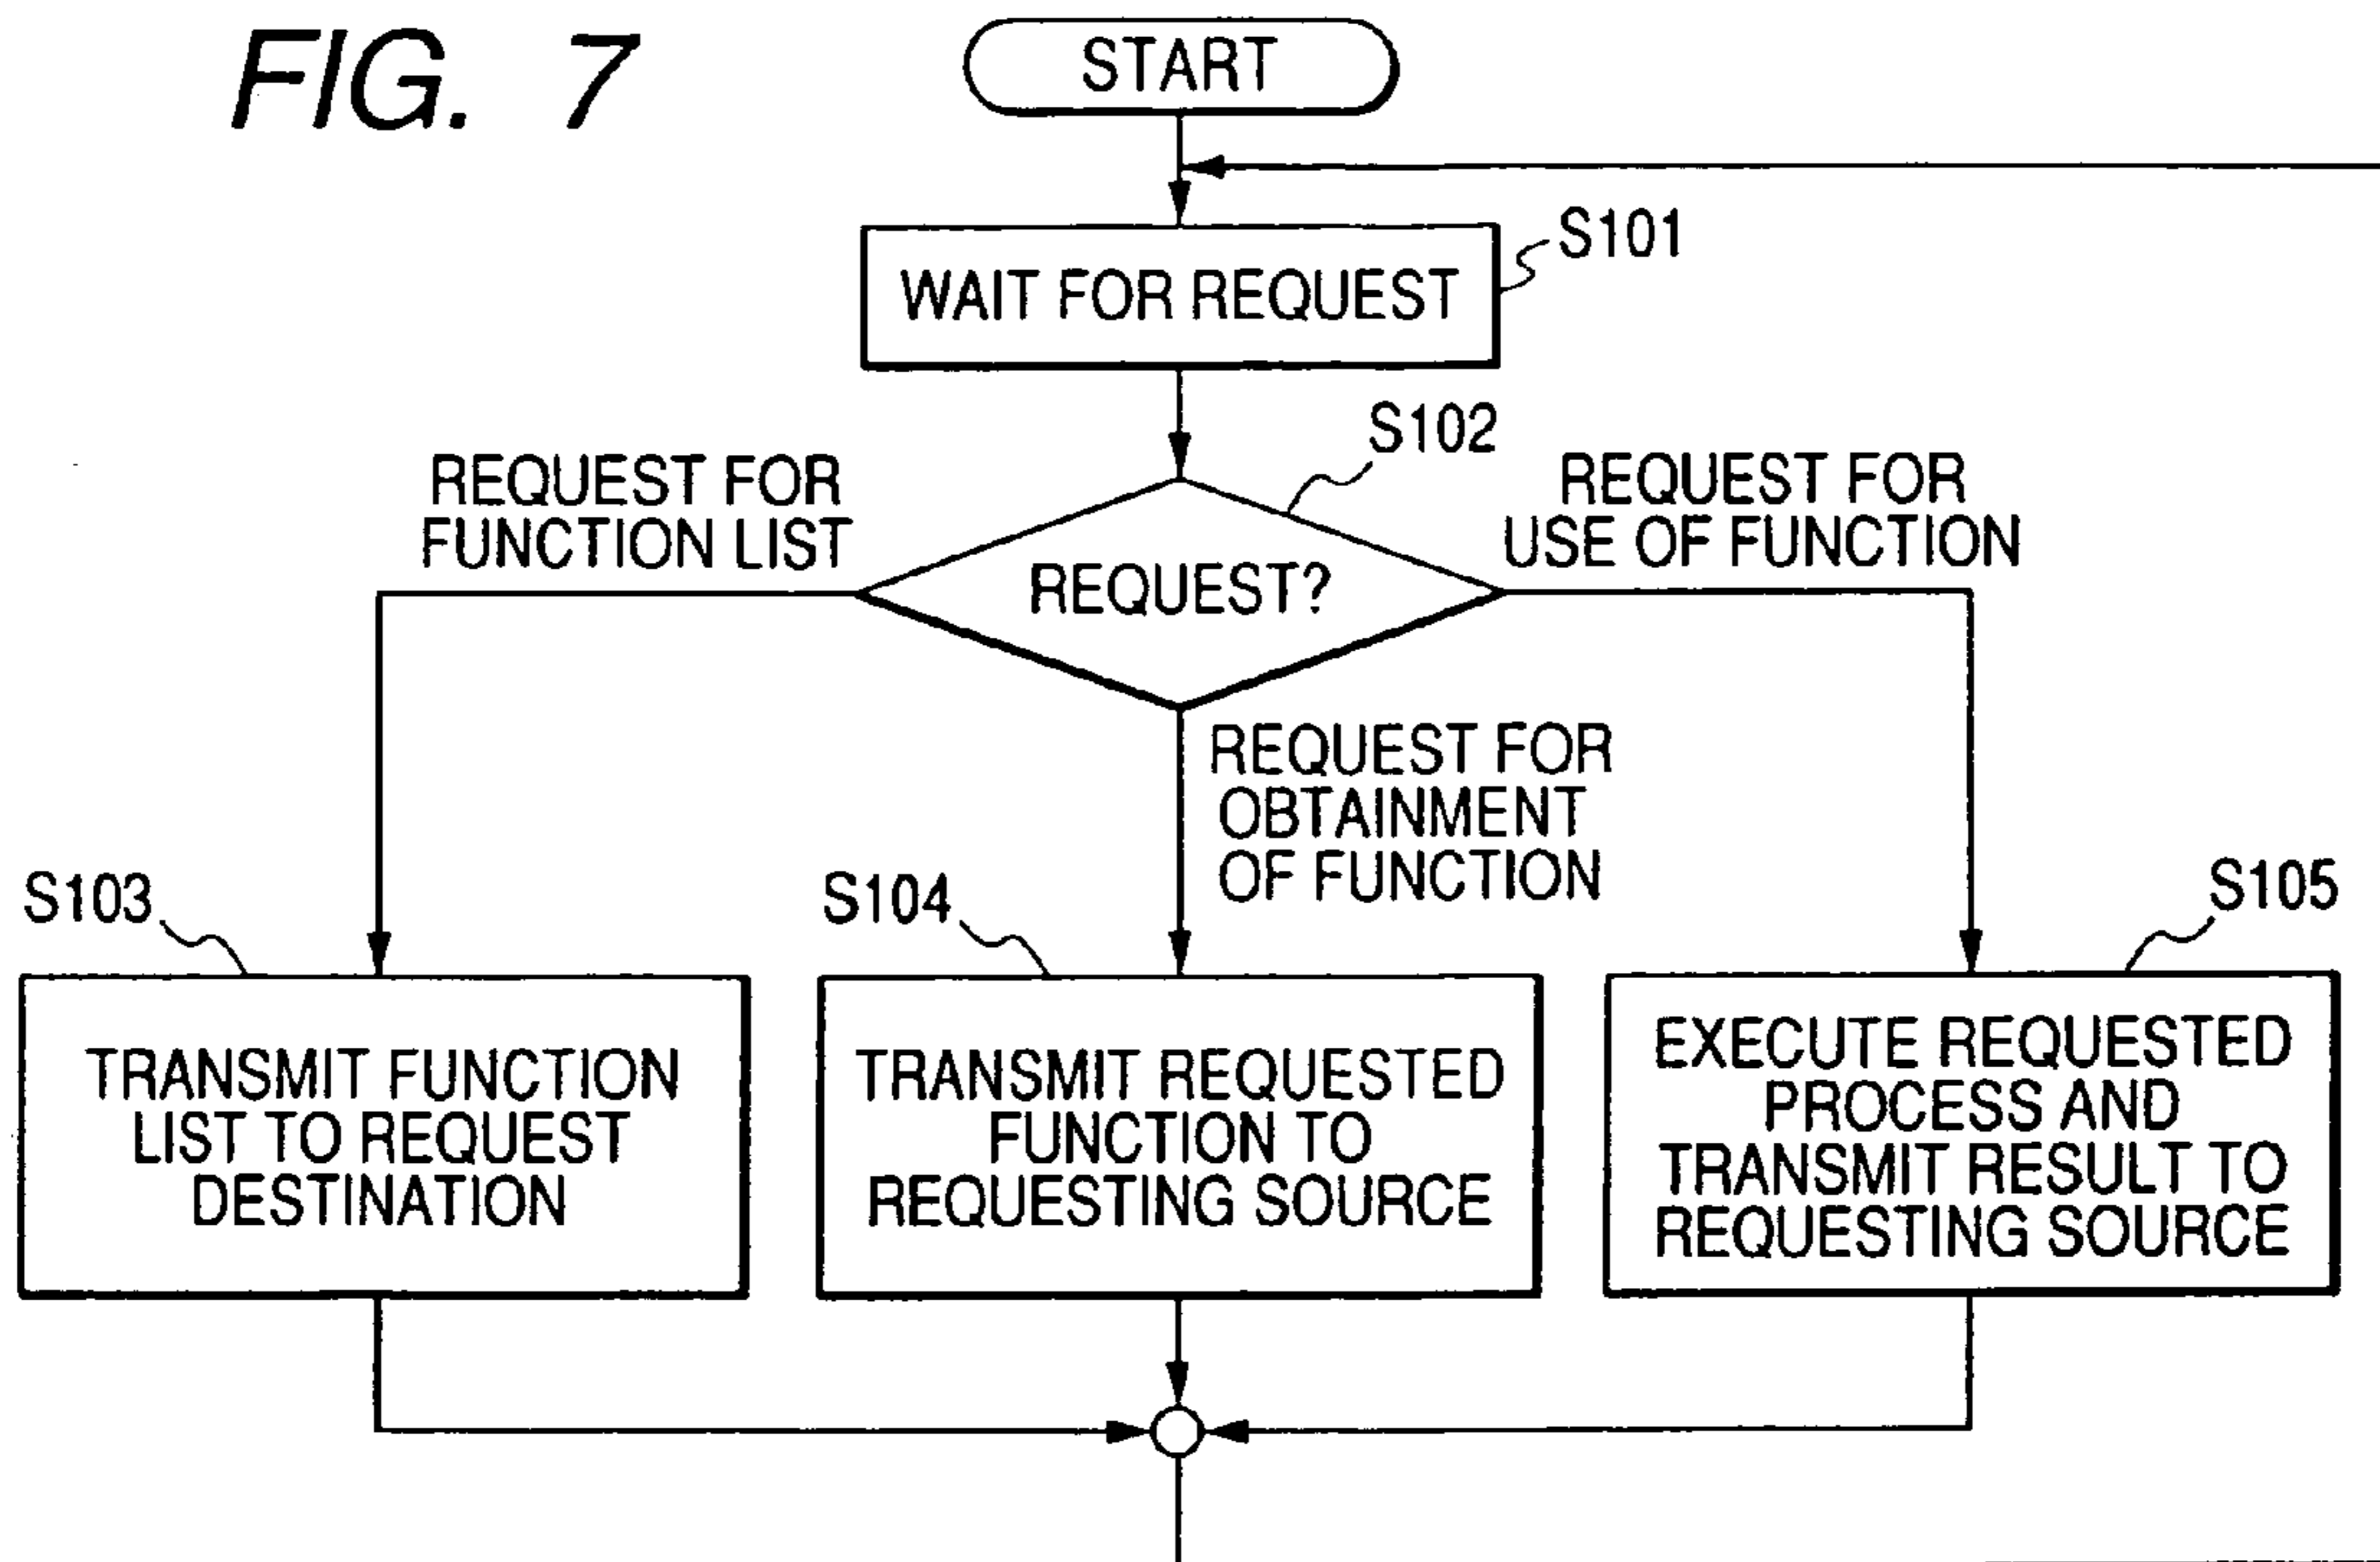 FIG. 7
START
WAIT FOR REQUEST
S101
S102
REQUEST FOR
FUNCTION LIST
REQUEST?
REQUEST FOR
USE OF FUNCTION
REQUEST FOR
OBTAINMENT
OF FUNCTION
S103
S104
S105
TRANSMIT FUNCTION
LIST TO REQUEST
DESTINATION
TRANSMIT REQUESTED
FUNCTION TO
REQUESTING SOURCE
EXECUTE REQUESTED
PROCESS AND
TRANSMIT RESULT TO
REQUESTING SOURCE